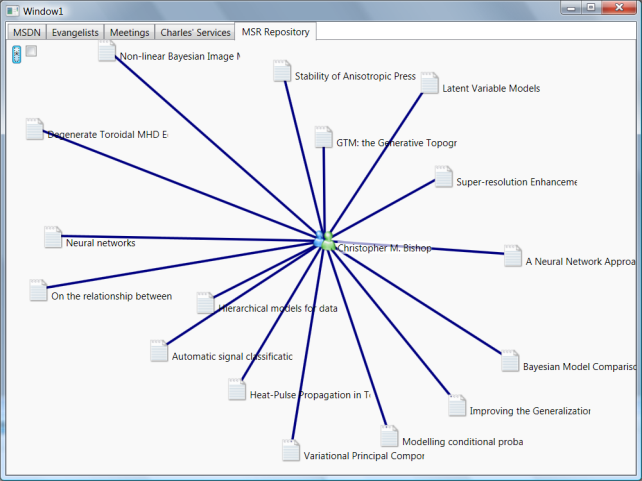 Window1
MSDN Evangelists Meetings Charles' Services MSR Repository
Non-linear Bayesian Image
Stability of Anisotropic Press
Latent Variable Models
Degenerate Toroidal MHD E
GTM: the Generative Topogr
Super-resolution Enhanceme
Neural networks
Christopher M. Bishop
A Neural Network Approa
On the relationship between
Hierarchical models for data
Automatic signal classificatic
Bayesian Model Comparisc
Heat-Pulse Propagation in T
Improving the Generalization
Modelling conditional proba
Variational Principal Compor